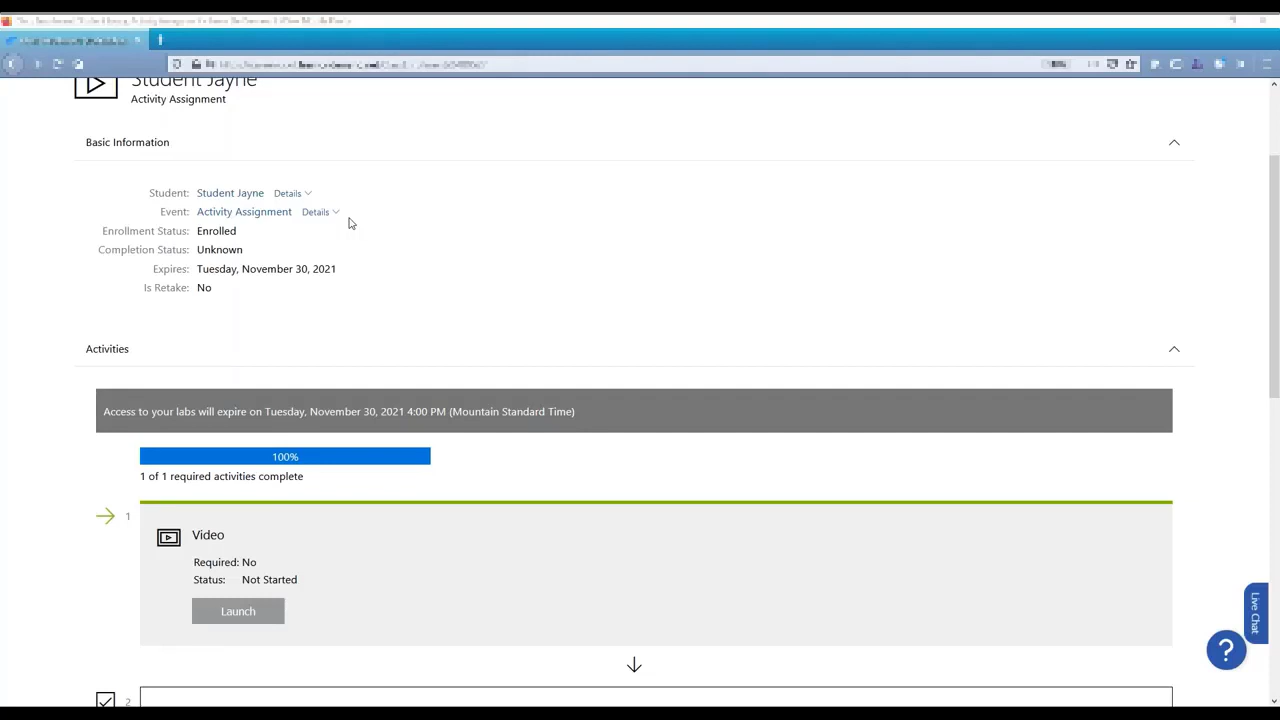 Student Jayne
Activity Assignment
Basic Information
Student: Student Jayne Details
Event: Activity Assignment Details
Enrollment Status: Enrolled
Completion Status: Unknown
Expires: Tuesday, November 30, 2021
Is Retake: No
Activities
Access to your labs will expire on Tuesday, November 30, 2021 4:00 PM (Mountain Standard Time)
100%
1 of 1 required activities complete
1
Video
Required: No
Status: Not Started
Launch
Live Chat
?
2